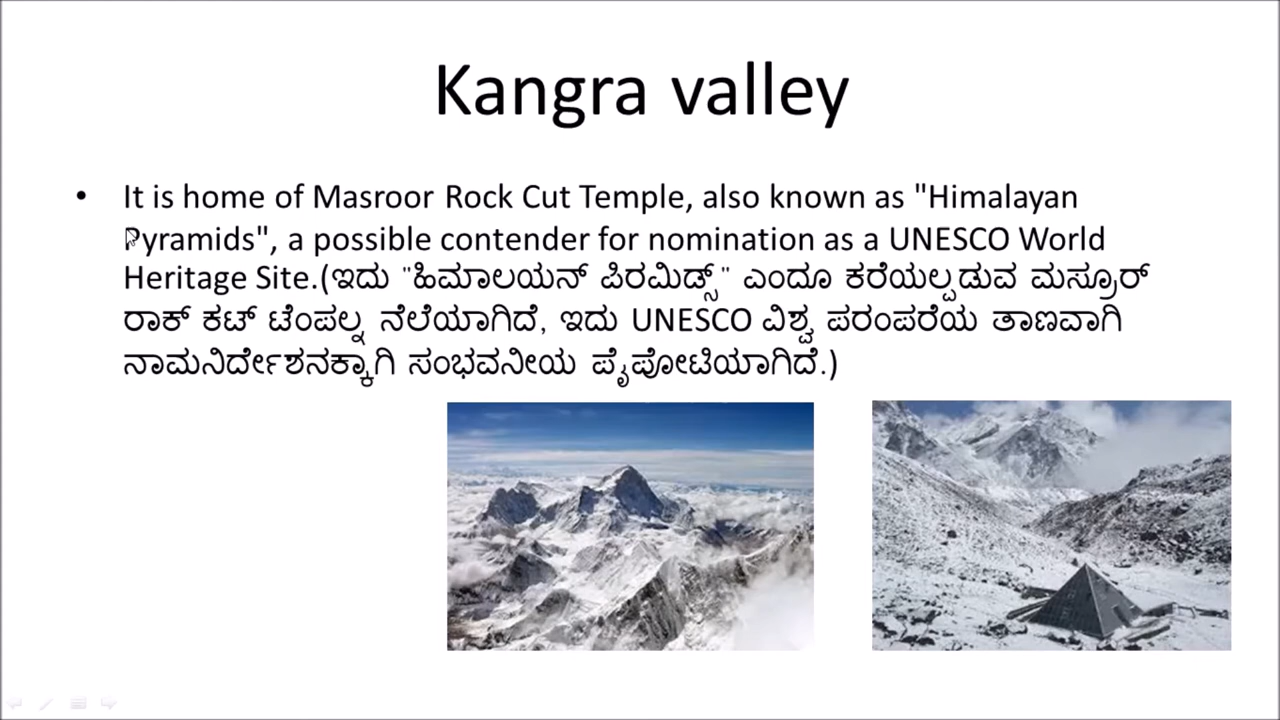 Kangra valley
• It is home of Masroor Rock Cut Temple, also known as "Himalayan
Pyramids", a possible contender for nomination as a UNESCO World
Heritage Site.(ಇದು "ಹಿಮಾಲಯನ್ ಪಿರಮಿಡ್ಸ್" ಎಂದೂ ಕರೆಯಲ್ಪಡುವ ಮಸ್ರೂರ್
ರಾಕ್ ಕಟ್ ಟೆಂಪಲ್ನ ನೆಲೆಯಾಗಿದೆ, ಇದು UNESCO ವಿಶ್ವ ಪರಂಪರೆಯ ತಾಣವಾಗಿ
ನಾಮನಿರ್ದೇಶನಕ್ಕಾಗಿ ಸಂಭವನೀಯ ಪೈಪೋಟಿಯಾಗಿದೆ.)